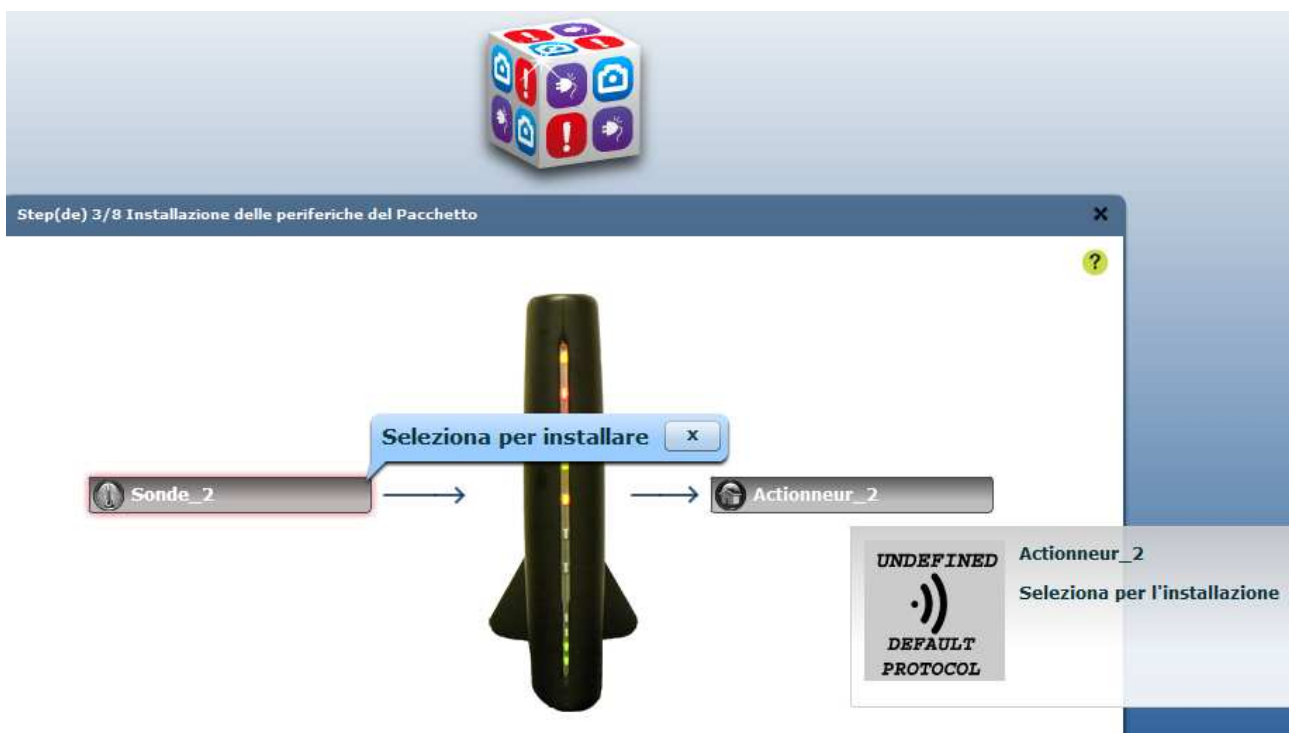 Step(de) 3/8 Installazione delle periferiche del Pacchetto
x
?
Seleziona per installare x
Sonde_2
Actionneur_2
UNDEFINED
DEFAULT
PROTOCOL
Actionneur_2
Seleziona per l'installazione